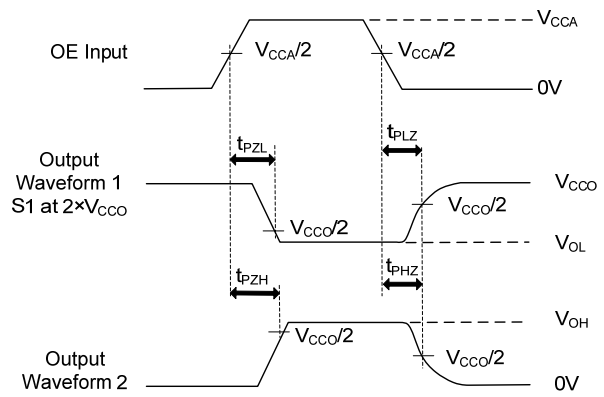 V_CCA
OE Input
V_CCA/2
V_CCA/2
0V
t_PZL
t_PLZ
Output
Waveform 1
S1 at 2×V_CCO
V_CCO
V_CCO/2
V_CCO/2
V_OL
t_PZH
t_PHZ
V_OH
V_CCO/2
V_CCO/2
Output
Waveform 2
0V